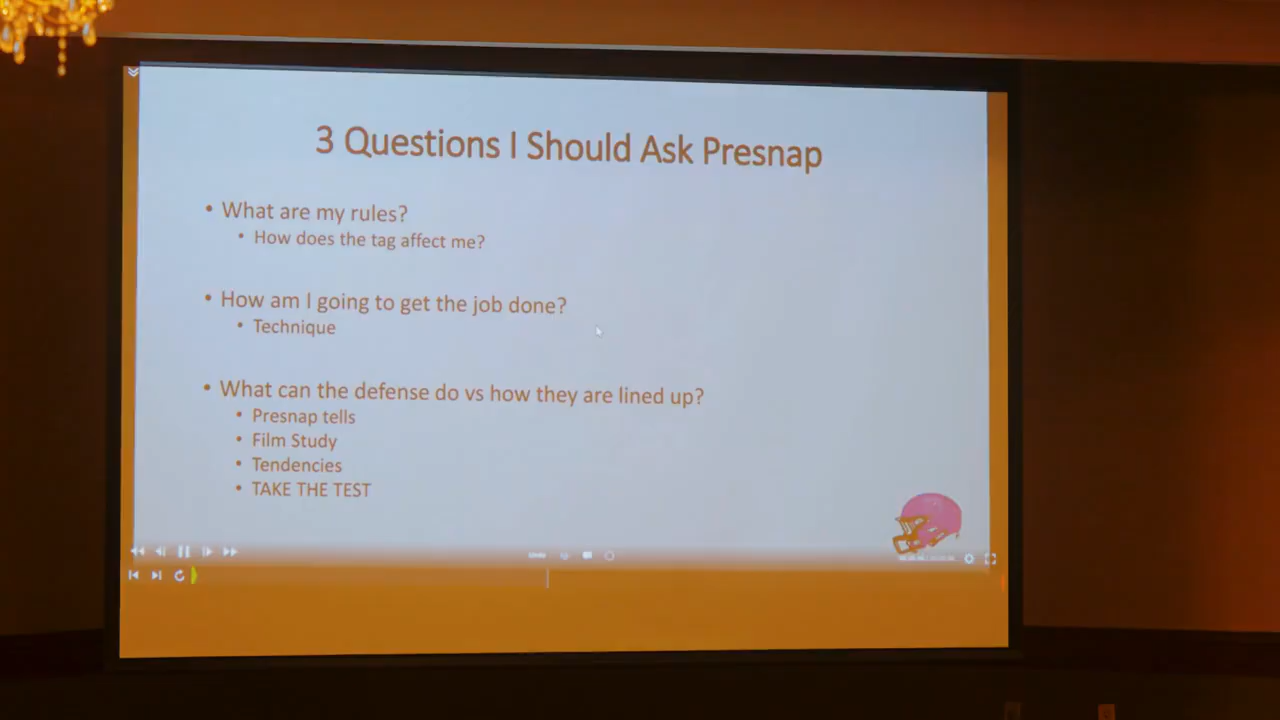 3 Questions I Should Ask Presnap
• What are my rules?
• How does the tag affect me?
• How am I going to get the job done?
• Technique
• What can the defense do vs how they are lined up?
• Presnap tells
• Film Study
• Tendencies
• TAKE THE TEST